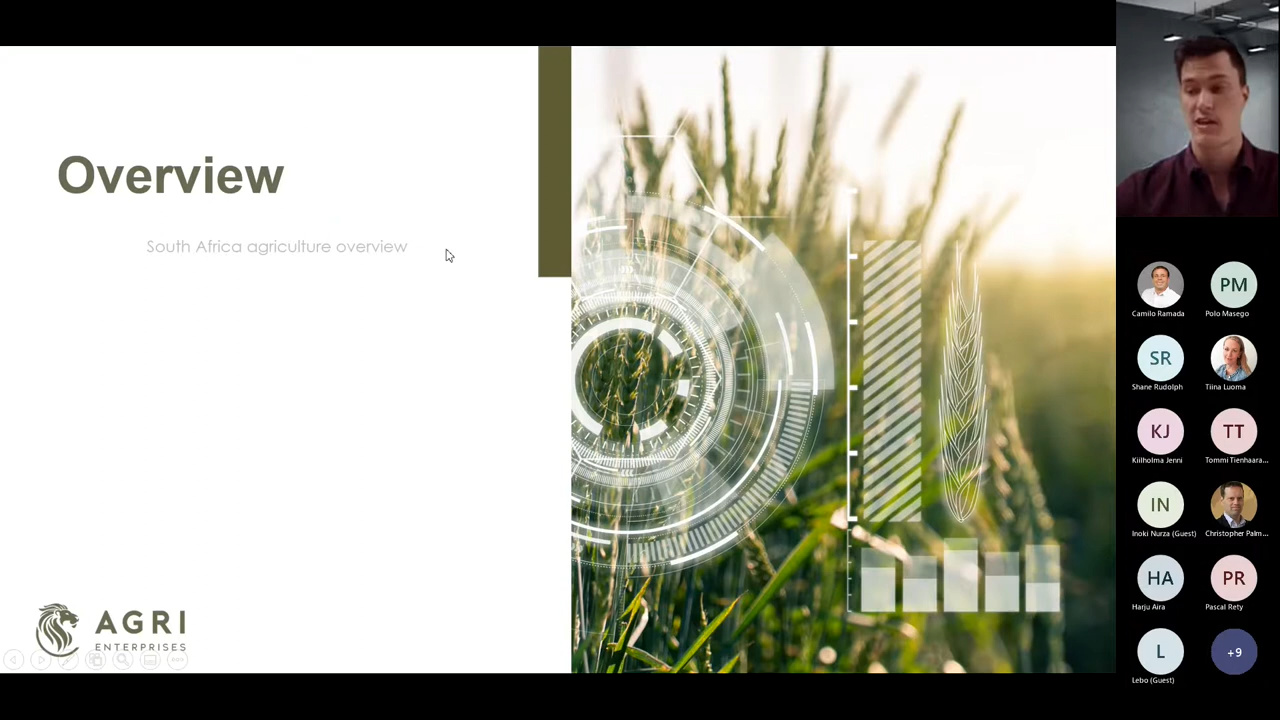 Overview
South Africa agriculture overview
AGRI
ENTERPRISES
Camilo Ramada
PM
Polo Masego
SR
Shane Rudolph
Tiina Luoma
KJ
Kiilholma Jenni
TT
Tommi Tienhaara...
IN
Inoki Nurza (Guest)
Christopher Palm...
HA
Harju Aira
PR
Pascal Rety
L
Lebo (Guest)
+9